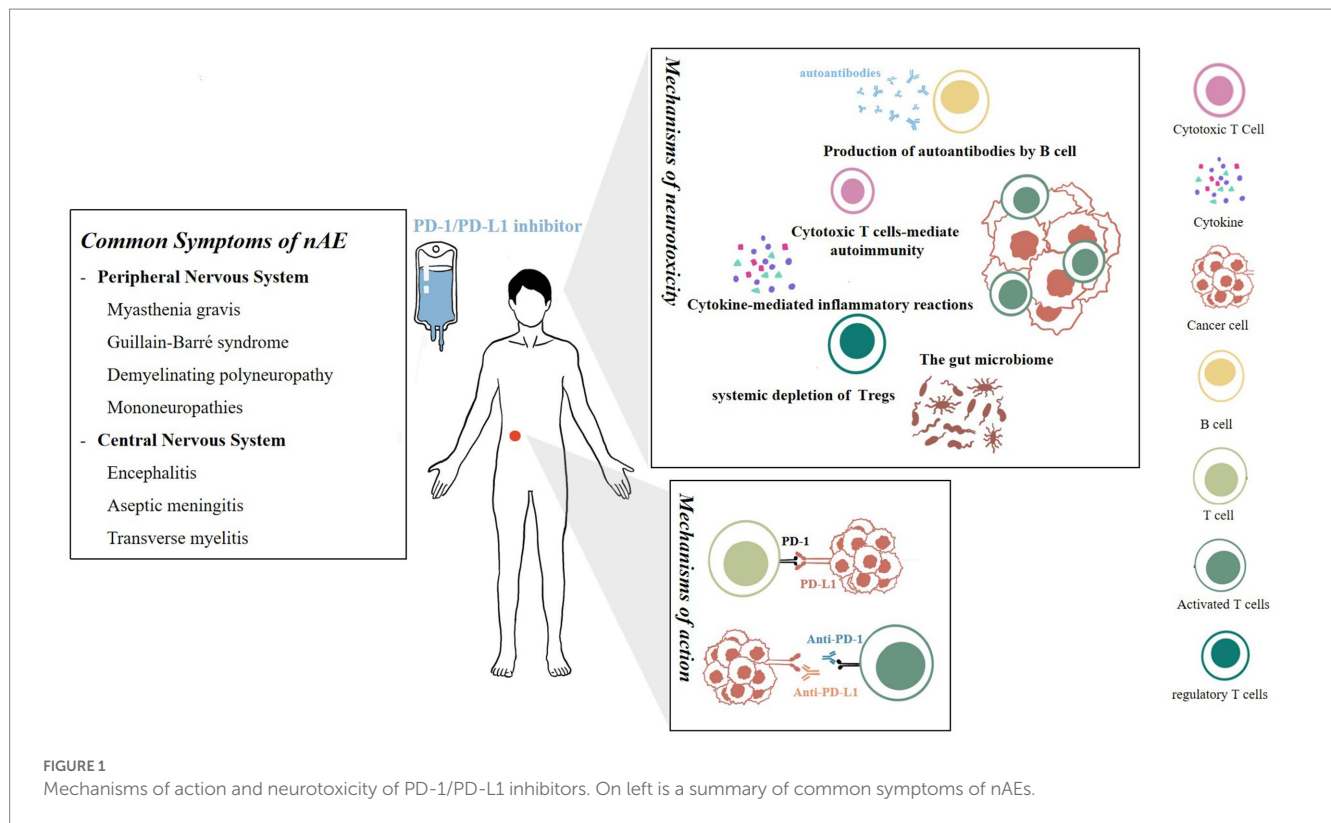 Common Symptoms of nAE
- Peripheral Nervous System
Myasthenia gravis
Guillain-Barré syndrome
Demyelinating polyneuropathy
Mononeuropathies
- Central Nervous System
Encephalitis
Aseptic meningitis
Transverse myelitis
PD-1/PD-L1 inhibitor
Mechanisms of neurotoxicity
autoantibodies
Production of autoantibodies by B cell
Cytotoxic T cells-mediate
autoimmunity
Cytokine-mediated inflammatory reactions
The gut microbiome
systemic depletion of Tregs
Mechanisms of action
PD-1
PD-L1
Anti-PD-1
Anti-PD-L1
Cytotoxic T Cell
Cytokine
Cancer cell
B cell
T cell
Activated T cells
regulatory T cells
FIGURE 1
Mechanisms of action and neurotoxicity of PD-1/PD-L1 inhibitors. On left is a summary of common symptoms of nAEs.